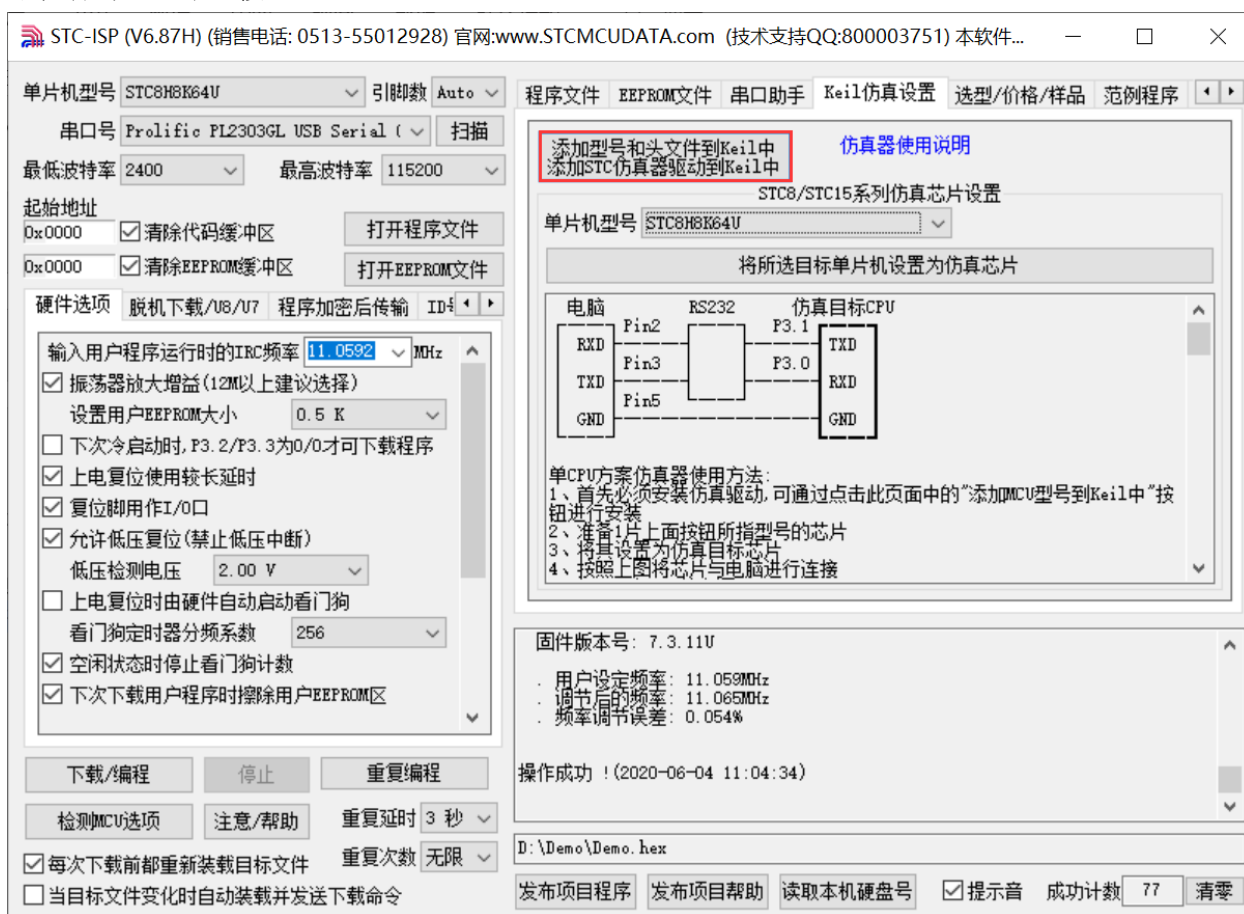 STC-ISP (V6.87H) (销售电话: 0513-55012928) 官网:www.STCMCUDATA.com (技术支持QQ:800003751) 本软件...
单片机型号 STC8H8K64U 引脚数 Auto
串口号 Prolific PL2303GL USB Serial ( 扫描
最低波特率 2400 最高波特率 115200
起始地址
0x0000 清除代码缓冲区 打开程序文件
0x0000 清除EEPROM缓冲区 打开EEPROM文件
硬件选项 脱机下载/U8/U7 程序加密后传输
输入用户程序运行时的IRC频率 11.0592 MHz
振荡器放大增益(12M以上建议选择)
设置用户EEPROM大小 0.5 K
下次冷启动时,P3.2/P3.3为0/0才可下载程序
上电复位使用较长延时
复位脚用作I/O口
允许低压复位(禁止低压中断)
低压检测电压 2.00 V
上电复位时由硬件自动启动看门狗
看门狗定时器分频系数 256
空闲状态时停止看门狗计数
下次下载用户程序时擦除用户EEPROM区
下载/编程 停止 重复编程
检测MCU选项 注意/帮助 重复延时 3 秒
每次下载前都重新装载目标文件 重复次数 无限
当目标文件变化时自动装载并发送下载命令
程序文件 EEPROM文件 串口助手 Keil仿真设置 选型/价格/样品 范例程序
添加型号和头文件到Keil中
添加STC仿真器驱动到Keil中
仿真器使用说明
STC8/STC15系列仿真芯片设置
单片机型号 STC8H8K64U
将所选目标单片机设置为仿真芯片
电脑 RS232 仿真目标CPU
Pin2 P3.1
RXD TXD
Pin3 P3.0
TXD RXD
Pin5
GND GND
单CPU方案仿真器使用方法:
1、首先必须安装仿真驱动,可通过点击此页面中的"添加MCU型号到Keil中"按
钮进行安装
2、准备1片上面按钮所指型号的芯片
3、将其设置为仿真目标芯片
4、按照上图将芯片与电脑进行连接
固件版本号: 7.3.11U
. 用户设定频率: 11.059MHz
. 调节后的频率: 11.065MHz
. 频率调节误差: 0.054%
操作成功 !(2020-06-04 11:04:34)
D:\Demo\Demo.hex
发布项目程序 发布项目帮助 读取本机硬盘号 提示音 成功计数 77 清零